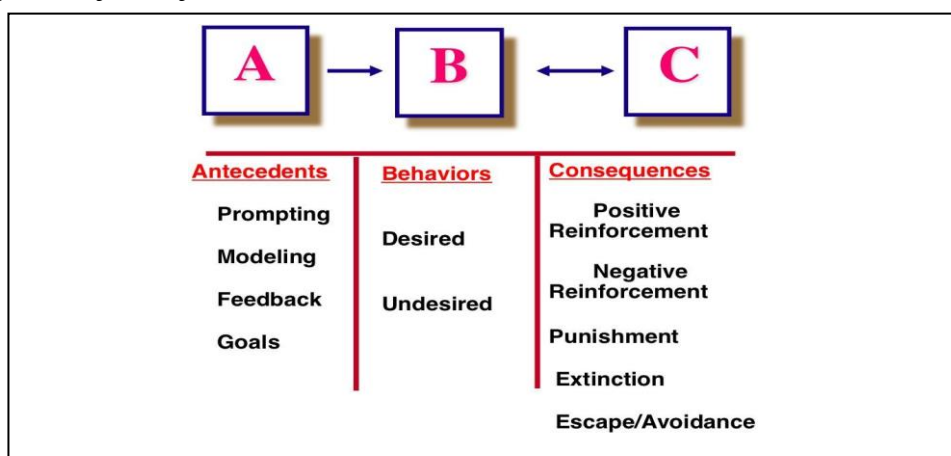 A
B
C
Antecedents
Prompting
Modeling
Feedback
Goals
Behaviors
Desired
Undesired
Consequences
Positive
Reinforcement
Negative
Reinforcement
Punishment
Extinction
Escape/Avoidance